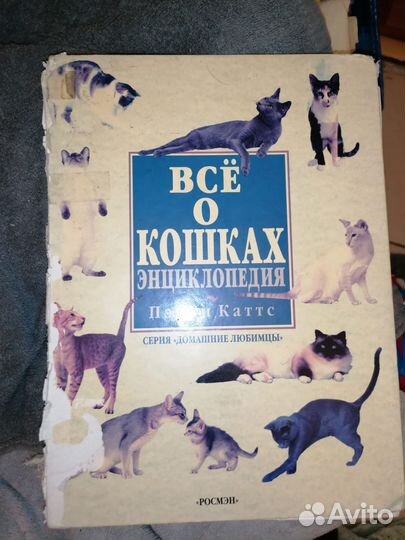 ВСЁ
О
КОШКАХ
ЭНЦИКЛОПЕДИЯ
Каттс
СЕРИЯ «ДОМАШНИЕ ЛЮБИМЦЫ»
«РОСМЭН»
Avito